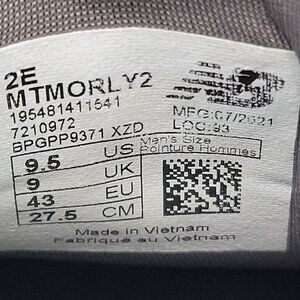 2E
MTMORLY2
195481411541
7210972
BPGPP9371 XZD
MFG:07/2021
LOC:93
Men's Size
Pointure Hommes
9.5 US
9 UK
43 EU
27.5 CM
Made in Vietnam
Fabriqué au Vietnam